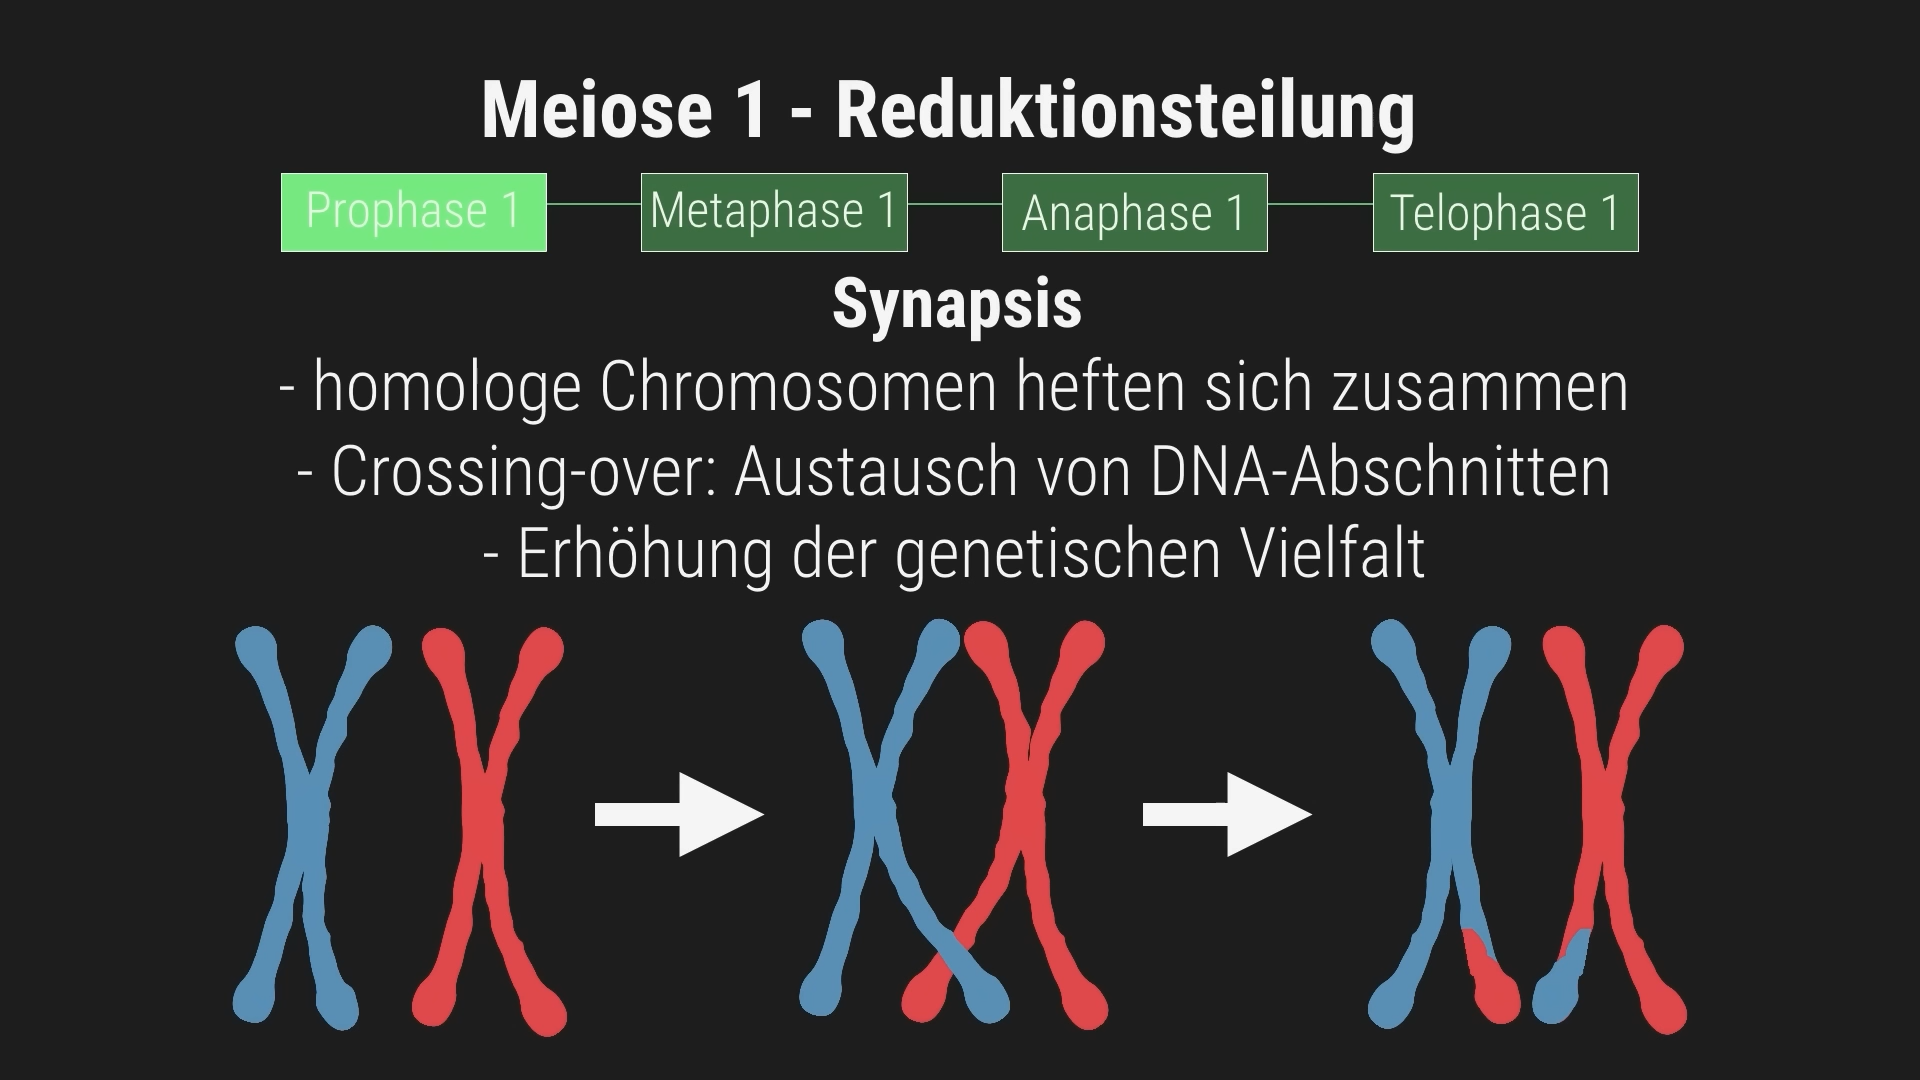 Meiose 1 - Reduktionsteilung
Prophase 1
Metaphase 1
Anaphase 1
Telophase 1
Synapsis
- homologe Chromosomen heften sich zusammen
- Crossing-over: Austausch von DNA-Abschnitten
- Erhöhung der genetischen Vielfalt